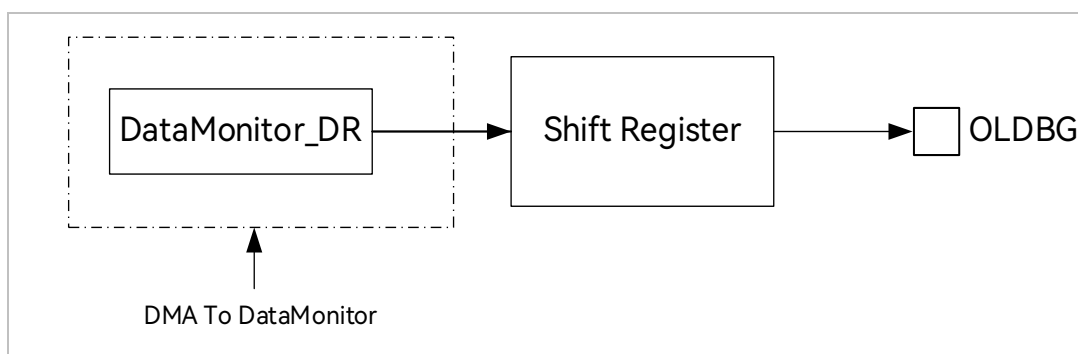 DataMonitor_DR
Shift Register
OLDBG
DMA To DataMonitor